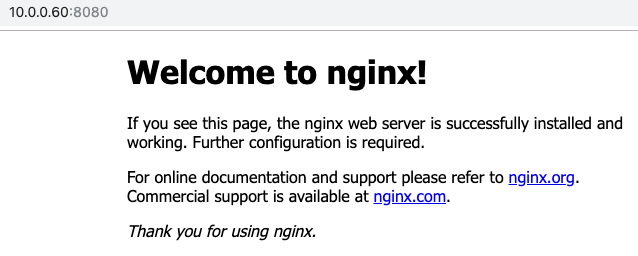 10.0.0.60:8080
Welcome to nginx!
If you see this page, the nginx web server is successfully installed and
working. Further configuration is required.
For online documentation and support please refer to nginx.org.
Commercial support is available at nginx.com.
Thank you for using nginx.